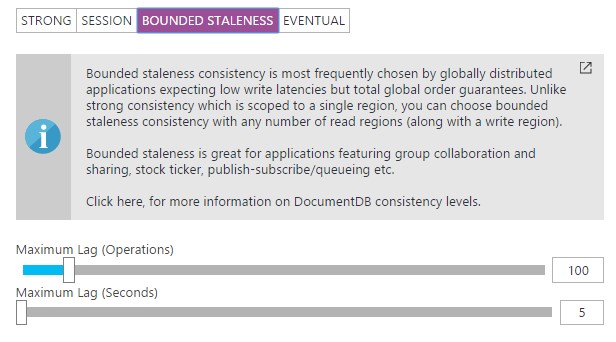 STRONG SESSION BOUNDED STALENESS EVENTUAL
Bounded staleness consistency is most frequently chosen by globally distributed
applications expecting low write latencies but total global order guarantees. Unlike
strong consistency which is scoped to a single region, you can choose bounded
staleness consistency with any number of read regions (along with a write region).
Bounded staleness is great for applications featuring group collaboration and
sharing, stock ticker, publish-subscribe/queueing etc.
Click here, for more information on DocumentDB consistency levels.
Maximum Lag (Operations)
100
Maximum Lag (Seconds)
5